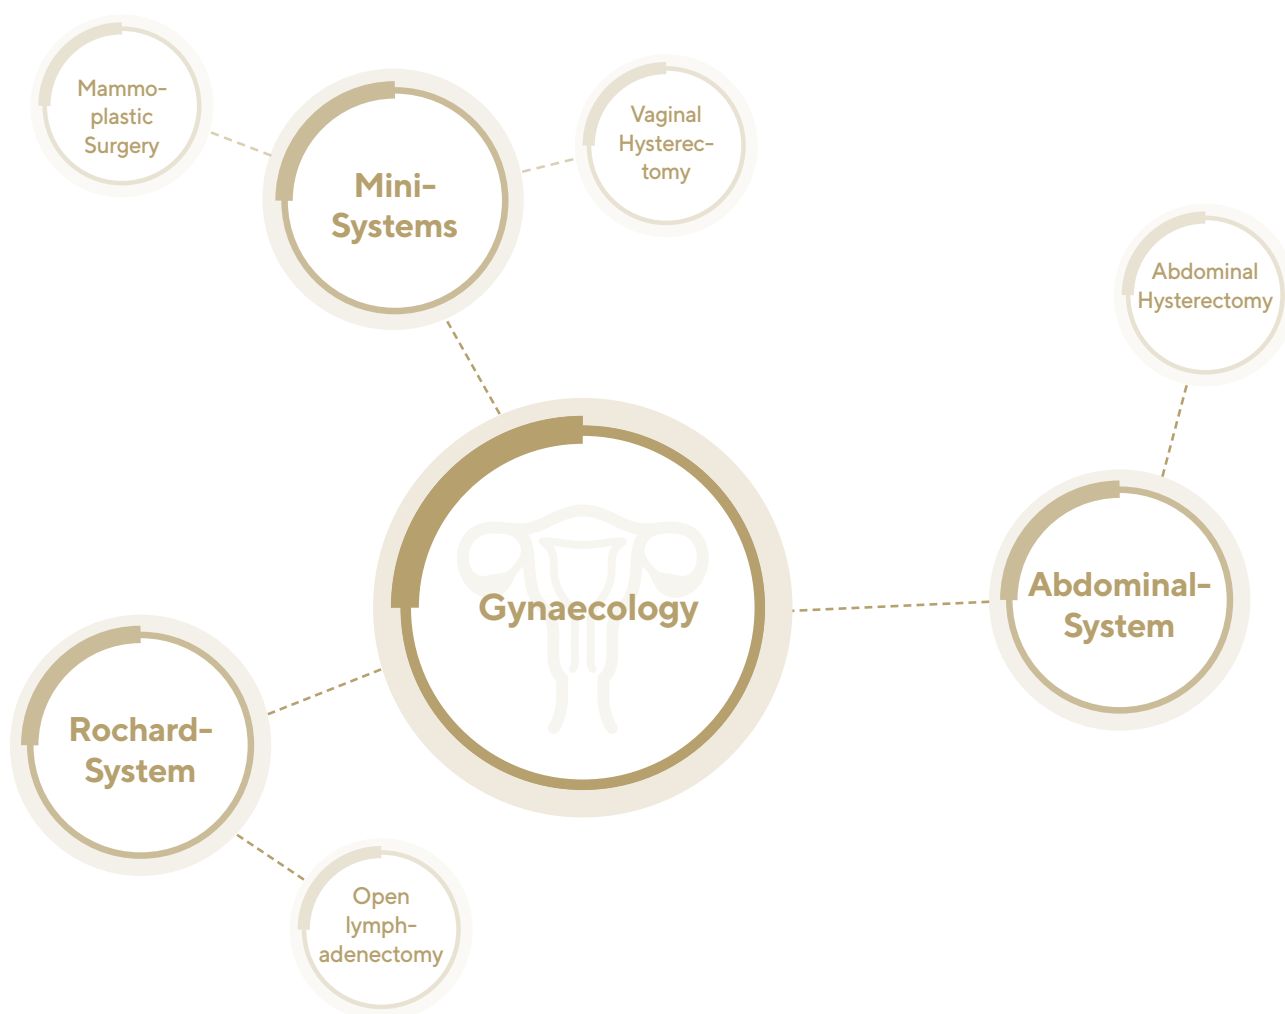 Mammo-
plastic
Surgery
Vaginal
Hysterec-
tomy
Mini-
Systems
Abdominal
Hysterectomy
Gynaecology
Abdominal-
System
Rochard-
System
Open
lymph-
adenectomy